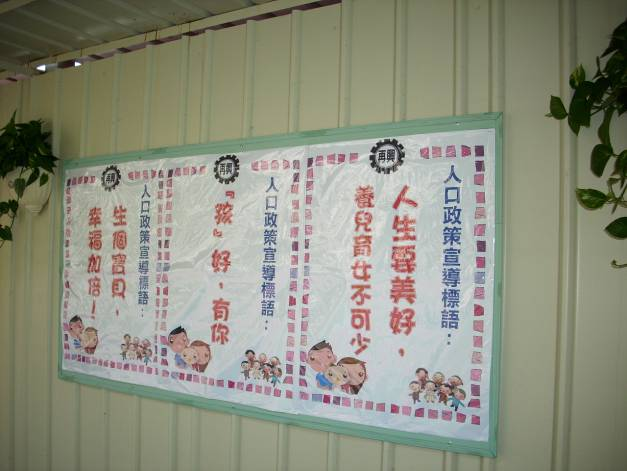 再興
人口政策宣導標語：
人生要美好，
養兒育女不可少
再興
人口政策宣導標語：
『孩』好，有你
再興
人口政策宣導標語：
生個寶貝，
幸福加倍！